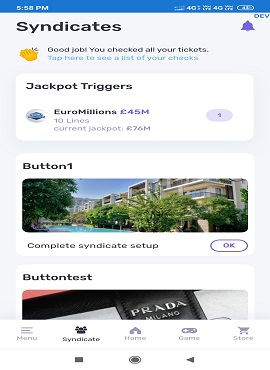 5:58 PM
4G 4G
DEV
Syndicates
Good job! You checked all your tickets.
Tap here to see a list of your checks
Jackpot Triggers
EuroMillions £45M
10 Lines
current jackpot: £76M
1
Button1
Complete syndicate setup OK
Buttontest
PRADA
MILANO
Menu Syndicate Home Game Store